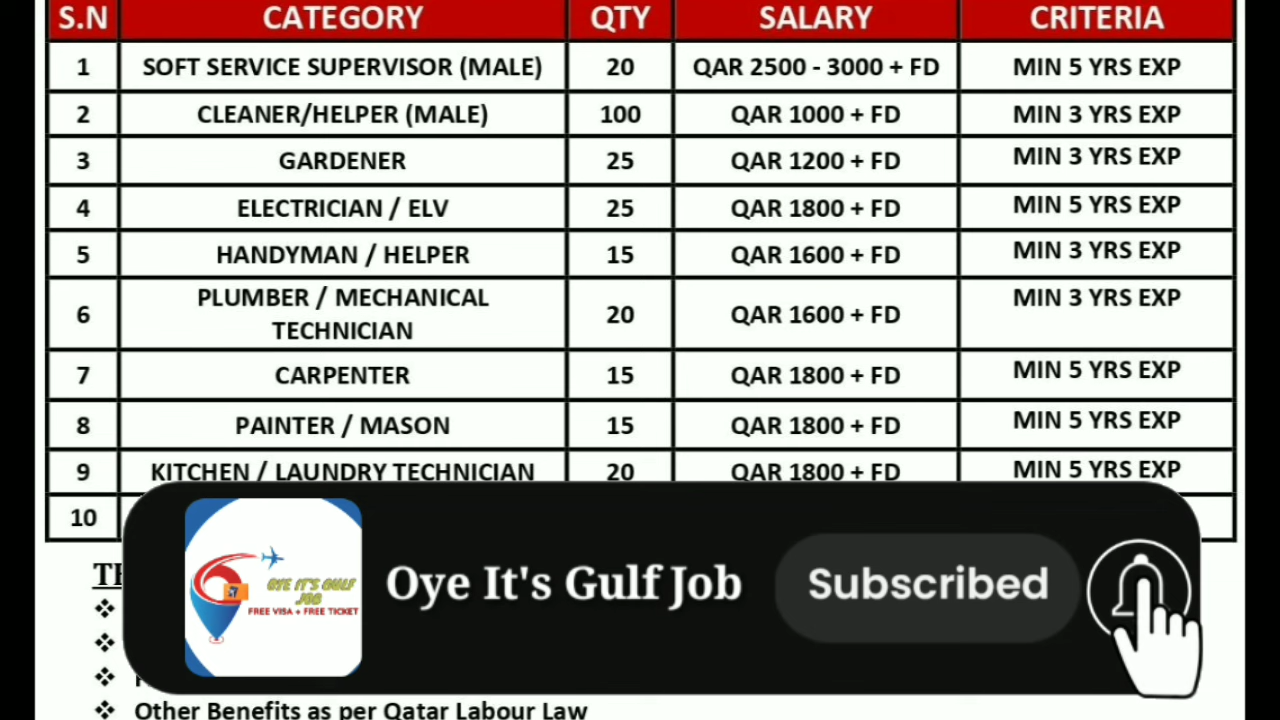 S.N CATEGORY QTY SALARY CRITERIA
1 SOFT SERVICE SUPERVISOR (MALE) 20 QAR 2500 - 3000 + FD MIN 5 YRS EXP
2 CLEANER/HELPER (MALE) 100 QAR 1000 + FD MIN 3 YRS EXP
3 GARDENER 25 QAR 1200 + FD MIN 3 YRS EXP
4 ELECTRICIAN / ELV 25 QAR 1800 + FD MIN 5 YRS EXP
5 HANDYMAN / HELPER 15 QAR 1600 + FD MIN 3 YRS EXP
6 PLUMBER / MECHANICAL
TECHNICIAN 20 QAR 1600 + FD MIN 3 YRS EXP
7 CARPENTER 15 QAR 1800 + FD MIN 5 YRS EXP
8 PAINTER / MASON 15 QAR 1800 + FD MIN 5 YRS EXP
9 KITCHEN / LAUNDRY TECHNICIAN 20 QAR 1800 + FD MIN 5 YRS EXP
10
OYE IT'S GULF
JOB
FREE VISA + FREE TICKET
Oye It's Gulf Job
Subscribed
Other Benefits as per Qatar Labour Law